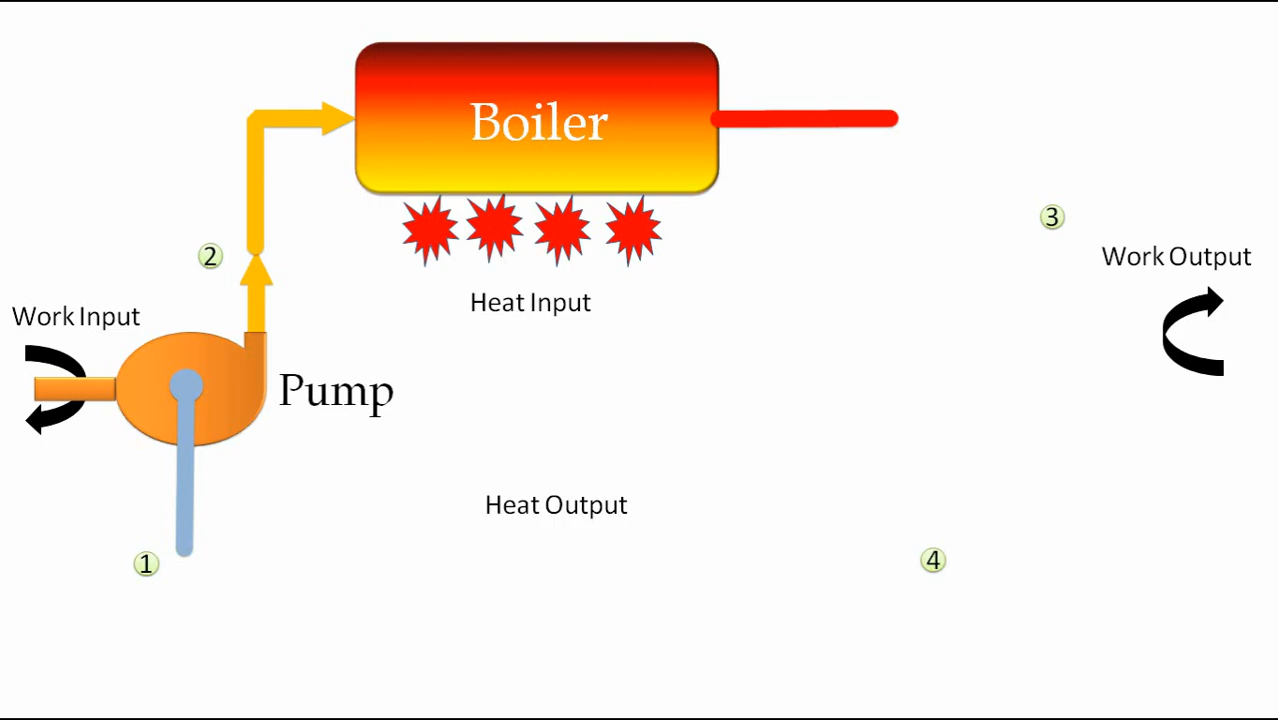 Boiler
3
2
Work Output
Heat Input
Work Input
Pump
Heat Output
1
4